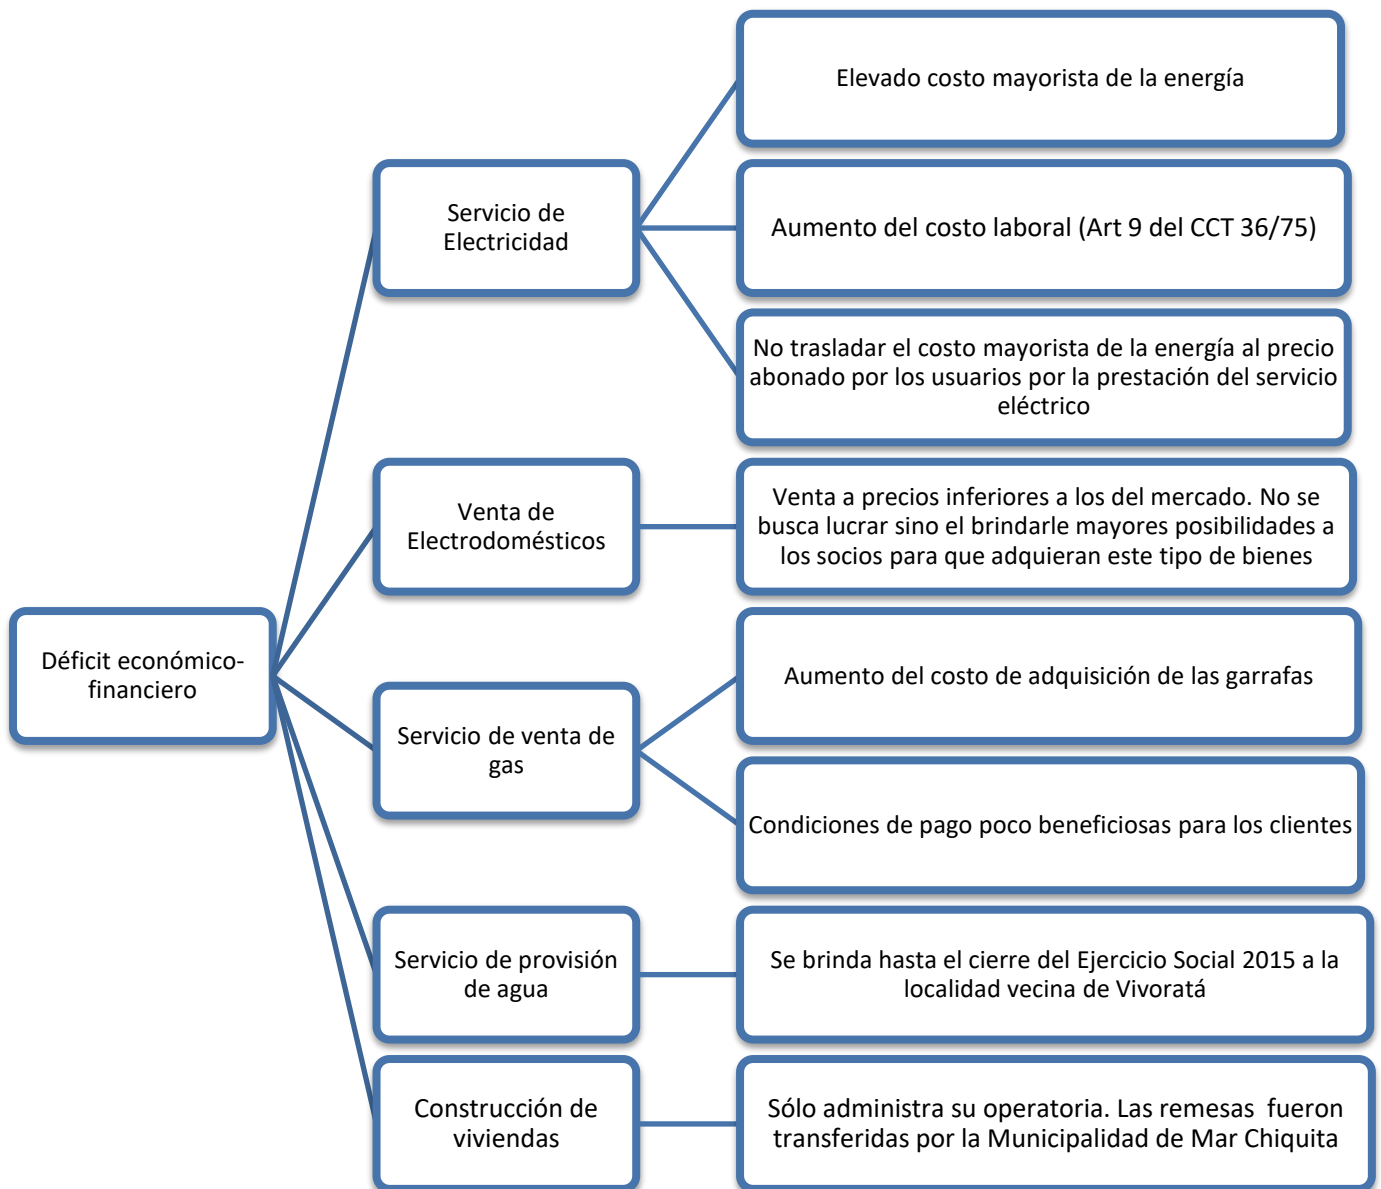 Déficit económico-
financiero
Servicio de
Electricidad
Elevado costo mayorista de la energía
Aumento del costo laboral (Art 9 del CCT 36/75)
No trasladar el costo mayorista de la energía al precio
abonado por los usuarios por la prestación del servicio
eléctrico
Venta de
Electrodomésticos
Venta a precios inferiores a los del mercado. No se
busca lucrar sino el brindarle mayores posibilidades a
los socios para que adquieran este tipo de bienes
Servicio de venta de
gas
Aumento del costo de adquisición de las garrafas
Condiciones de pago poco beneficiosas para los clientes
Servicio de provisión
de agua
Se brinda hasta el cierre del Ejercicio Social 2015 a la
localidad vecina de Vivoratá
Construcción de
viviendas
Sólo administra su operatoria. Las remesas  fueron
transferidas por la Municipalidad de Mar Chiquita